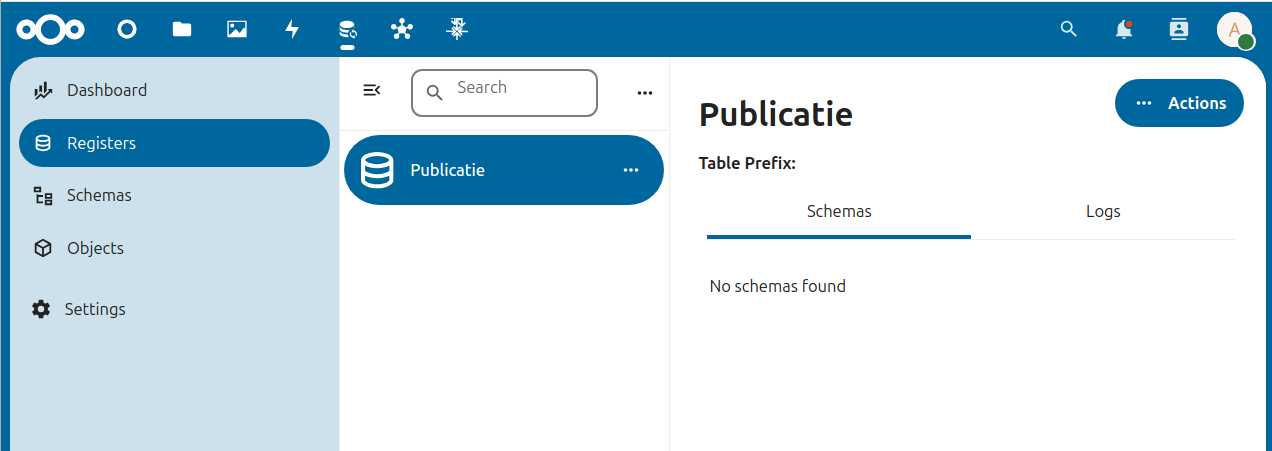 A
Dashboard
Registers
Schemas
Objects
Settings
Search
Publicatie
Publicatie
Actions
Table Prefix:
Schemas Logs
No schemas found